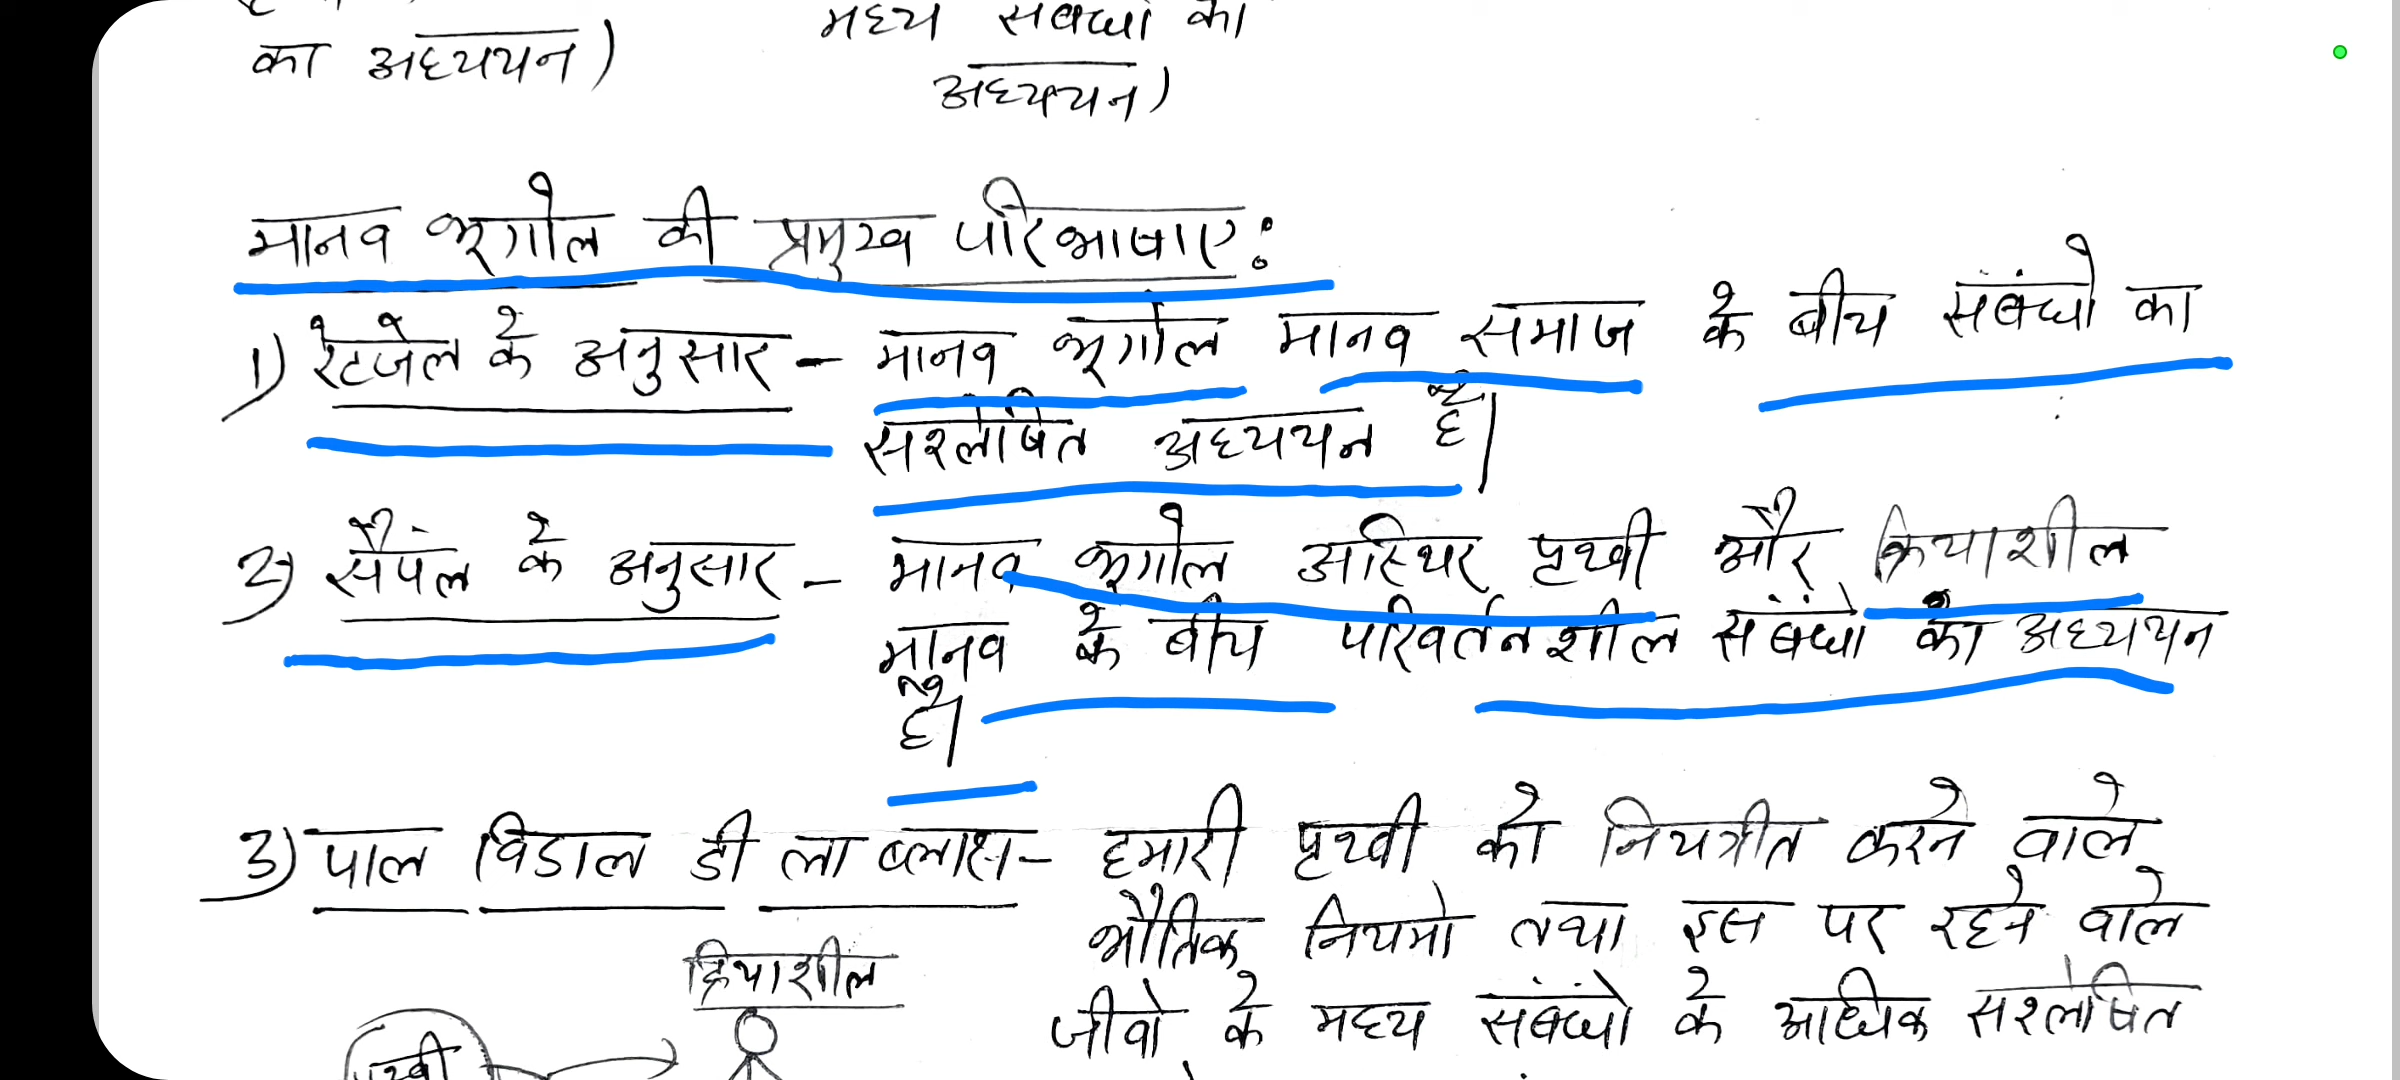 का अध्ययन)
मध्य संबंधों का
अध्ययन)
मानव भूगोल की प्रमुख परिभाषाए:
1) रेटजेल के अनुसार - मानव भूगोल मानव समाज के बीच संबंधो का
सश्लेषित अध्ययन है।
2) सैंपल के अनुसार - मानव भूगोल अस्थिर पृथ्वी और क्रियाशील
मानव के बीच परिवर्तनशील संबंधो का अध्ययन
है।
3) पाल विडाल डी ला ब्लाश - हमारी पृथ्वी को नियत्रीत करने वाले
भौतिक नियमो तथा इस पर रहने वाले
क्रियाशील
जीवो के मध्य संबंधो के अधिक सश्लेषित
पृथ्वी